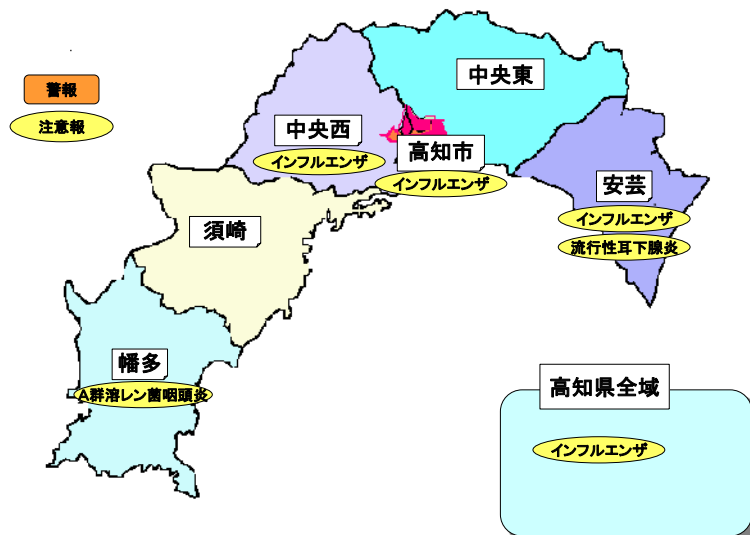 警報
注意報
中央東
中央西
インフルエンザ
高知市
インフルエンザ
安芸
インフルエンザ
流行性耳下腺炎
須崎
幡多
A群溶レン菌咽頭炎
高知県全域
インフルエンザ